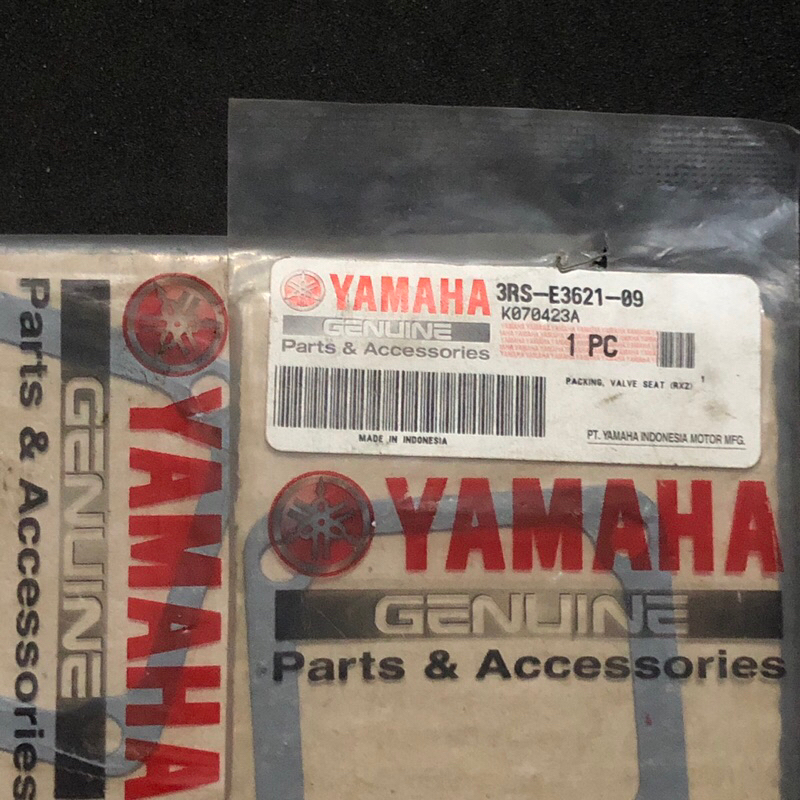 YAMAHA
3RS-E3621-09
K070423A
GENUINE
Parts & Accessories
1 PC
PACKING, VALVE SEAT (RXZ) 1
MADE IN INDONESIA
PT. YAMAHA INDONESIA MOTOR MFG.
YAMAHA
GENUINE
Parts & Accessories
YAMAHA
GENUINE
Parts & Accessories